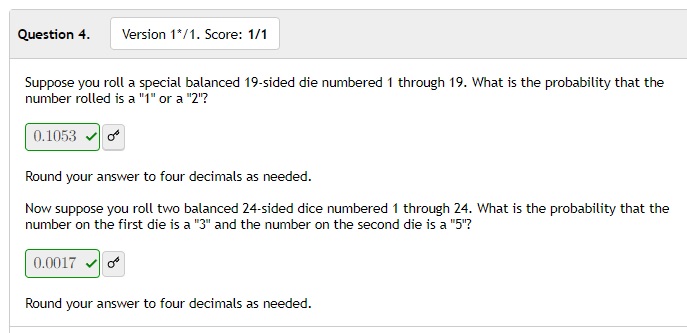 Question 4.
Version 1*/1. Score: 1/1
Suppose you roll a special balanced 19-sided die numbered 1 through 19. What is the probability that the
number rolled is a "1" or a "2"?
0.1053
Round your answer to four decimals as needed.
Now suppose you roll two balanced 24-sided dice numbered 1 through 24. What is the probability that the
number on the first die is a "3" and the number on the second die is a "5"?
0.0017
Round your answer to four decimals as needed.